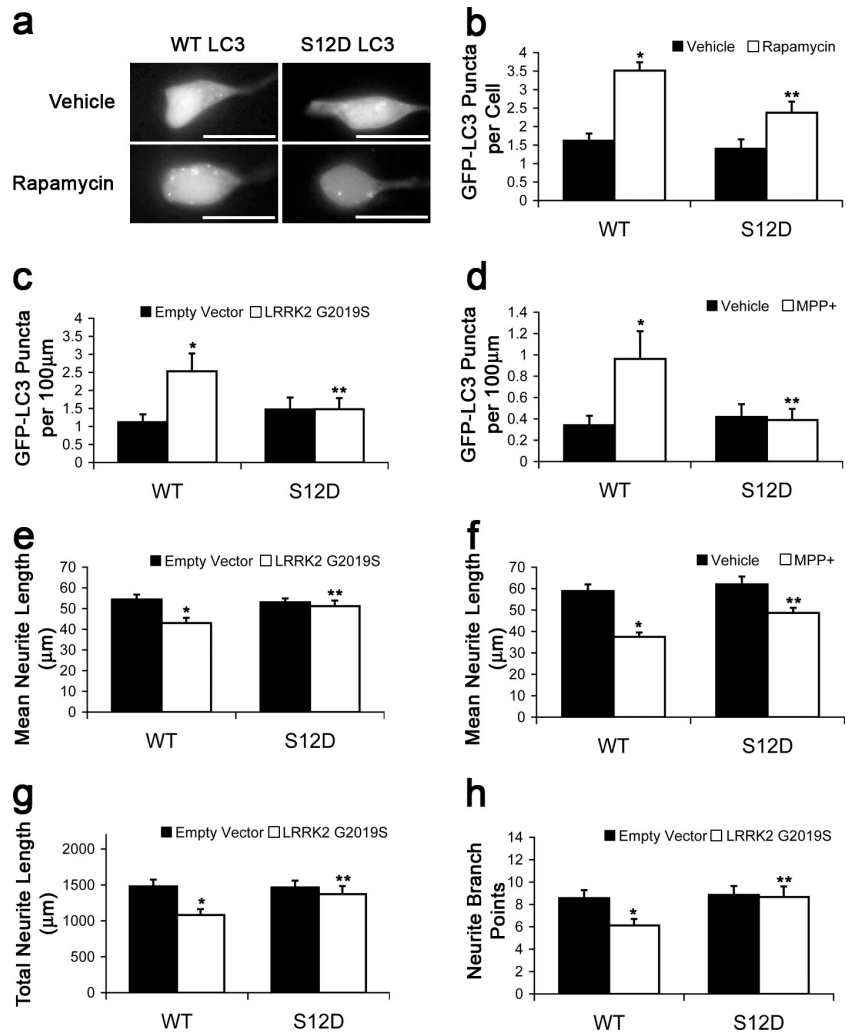 a
WT LC3
S12D LC3
Vehicle
Rapamycin
b
Vehicle
Rapamycin
GFP-LC3 Puncta
per Cell
4
3.5
3
2.5
2
1.5
1
0.5
0
*
**
WT
S12D
c
Empty Vector
LRRK2 G2019S
GFP-LC3 Puncta
per 100µm
4
3.5
3
2.5
2
1.5
1
0.5
0
*
**
WT
S12D
d
Vehicle
MPP+
GFP-LC3 Puncta
per 100µm
1.4
1.2
1
0.8
0.6
0.4
0.2
0
*
**
WT
S12D
e
Empty Vector
LRRK2 G2019S
Mean Neurite Length
(µm)
70
60
50
40
30
20
10
0
*
**
WT
S12D
f
Vehicle
MPP+
Mean Neurite Length
(µm)
80
70
60
50
40
30
20
10
0
*
**
WT
S12D
g
Empty Vector
LRRK2 G2019S
Total Neurite Length
(µm)
2000
1500
1000
500
0
*
**
WT
S12D
h
Empty Vector
LRRK2 G2019S
Neurite Branch
Points
14
12
10
8
6
4
2
0
*
**
WT
S12D